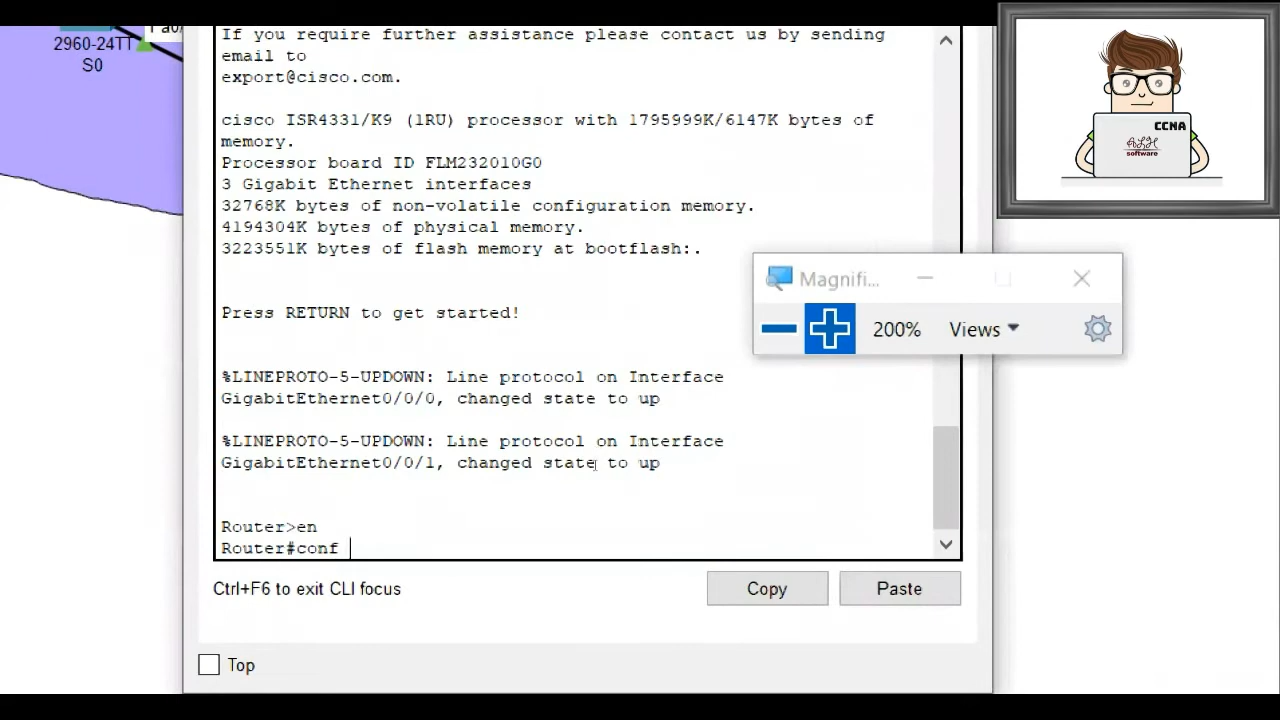 Fa0/
2960-24TT
S0
If you require further assistance please contact us by sending
email to
export@cisco.com.
cisco ISR4331/K9 (1RU) processor with 1795999K/6147K bytes of
memory.
Processor board ID FLM232010G0
3 Gigabit Ethernet interfaces
32768K bytes of non-volatile configuration memory.
4194304K bytes of physical memory.
3223551K bytes of flash memory at bootflash:.
Press RETURN to get started!
%LINEPROTO-5-UPDOWN: Line protocol on Interface
GigabitEthernet0/0/0, changed state to up
%LINEPROTO-5-UPDOWN: Line protocol on Interface
GigabitEthernet0/0/1, changed state to up
Router>en
Router#conf
Ctrl+F6 to exit CLI focus
Copy
Paste
Top
CCNA
software
Magnifi...
200%
Views